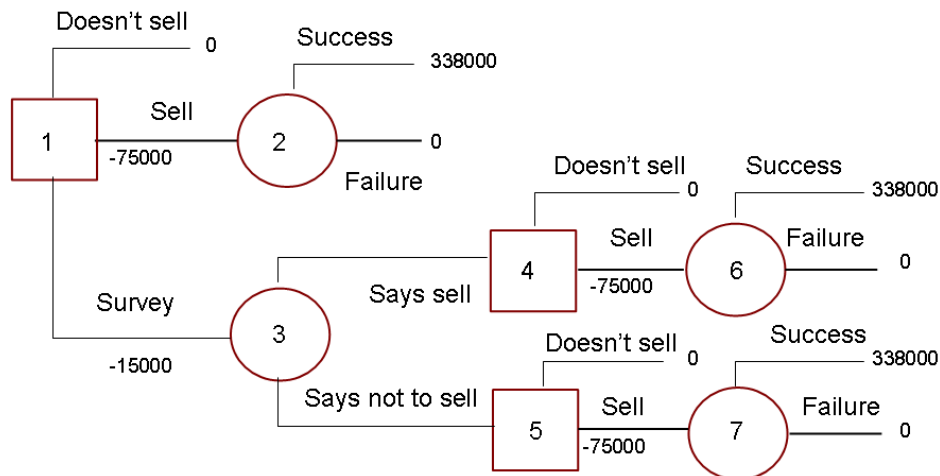 Doesn't sell
0
Success
338000
1
Sell
-75000
2
0
Failure
Doesn't sell
0
Success
338000
Says sell
4
Sell
-75000
6
Failure
0
Survey
-15000
3
Says not to sell
Doesn't sell
0
Success
338000
5
Sell
-75000
7
Failure
0